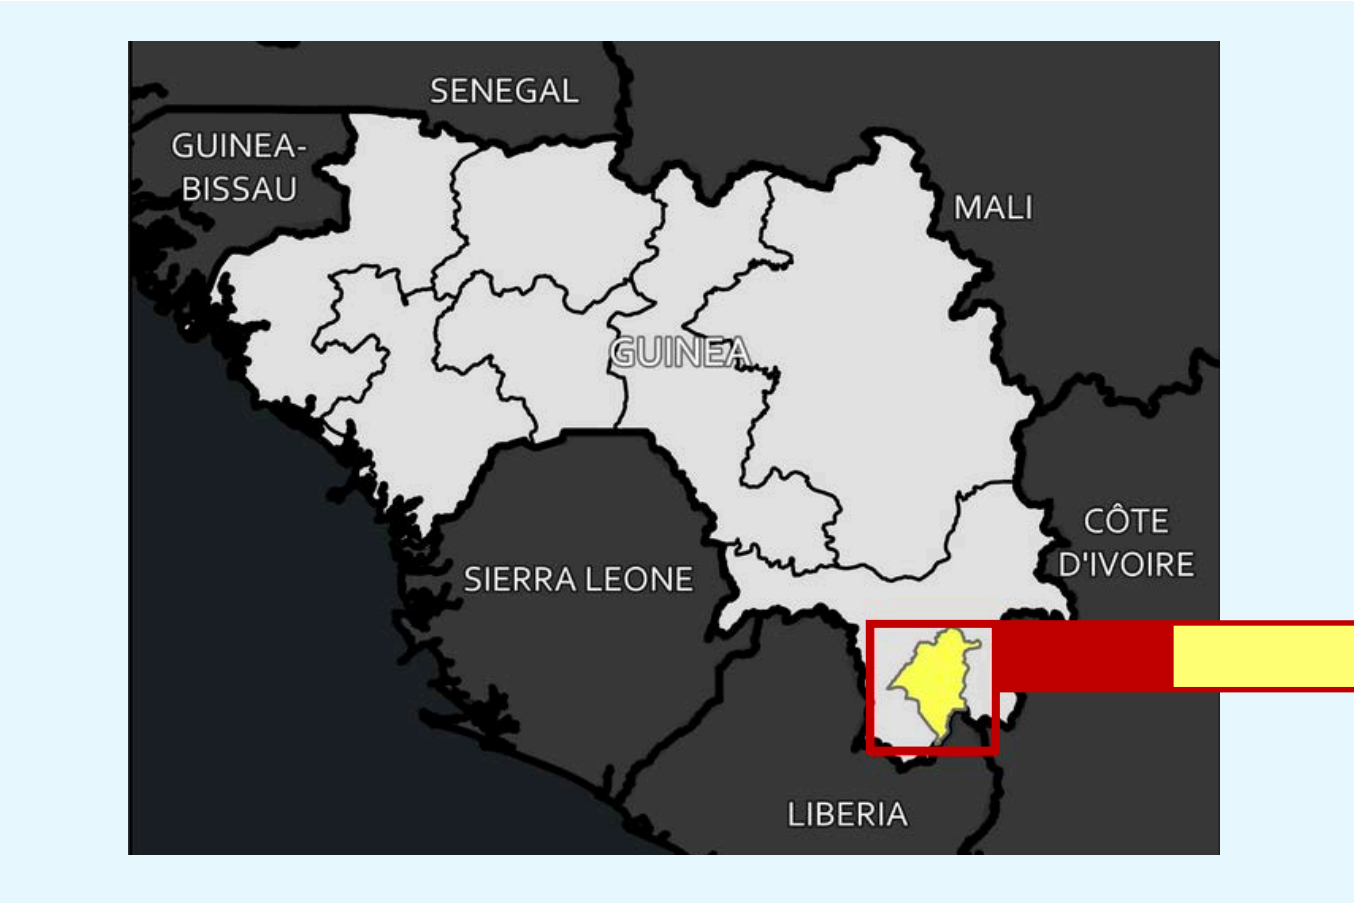 SENEGAL
GUINEA-
BISSAU
MALI
GUINEA
CÔTE
D'IVOIRE
SIERRA LEONE
LIBERIA